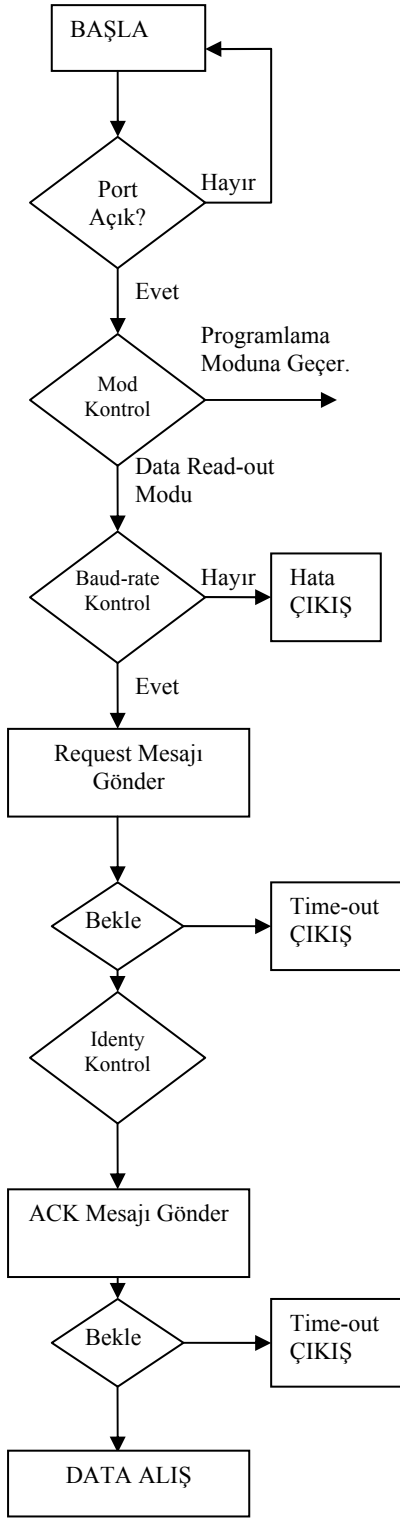 BAŞLA
Port
Açık?
Hayır
Evet
Programlama
Moduna Geçer.
Mod
Kontrol
Data Read-out
Modu
Baud-rate
Kontrol
Hayır
Hata
ÇIKIŞ
Evet
Request Mesajı
Gönder
Bekle
Time-out
ÇIKIŞ
Identy
Kontrol
ACK Mesajı Gönder
Bekle
Time-out
ÇIKIŞ
DATA ALIŞ